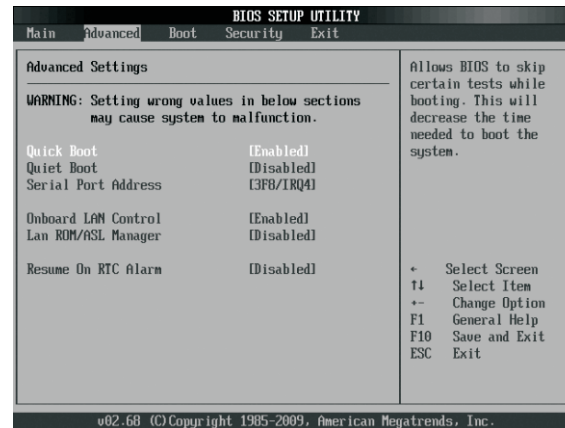 BIOS SETUP UTILITY
Main Advanced Boot Security Exit
Advanced Settings
WARNING: Setting wrong values in below sections
may cause system to malfunction.
Quick Boot [Enabled]
Quiet Boot [Disabled]
Serial Port Address [3F8/IRQ4]
Onboard LAN Control [Enabled]
Lan ROM/ASL Manager [Disabled]
Resume On RTC Alarm [Disabled]
Allows BIOS to skip
certain tests while
booting. This will
decrease the time
needed to boot the
system.
← Select Screen
↑↓ Select Item
+- Change Option
F1 General Help
F10 Save and Exit
ESC Exit
v02.68 (C)Copyright 1985-2009, American Megatrends, Inc.